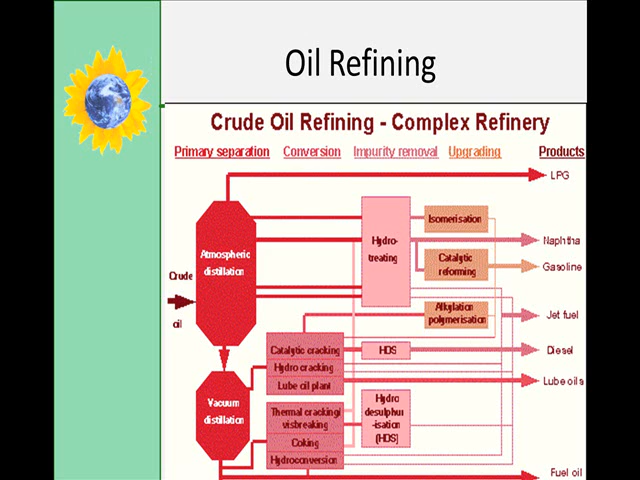 Oil Refining
Crude Oil Refining - Complex Refinery
Primary separation Conversion Impurity removal Upgrading Products
LPG
Isomerisation
Hydro-
treating
Naphtha
Atmospheric
distillation
Catalytic
reforming
Gasoline
Crude
oil
Alkylation
polymerisation
Jet fuel
Catalytic cracking
HDS
Diesel
Hydro cracking
Lube oil plant
Lube oils
Vacuum
distillation
Thermal cracking/
visbreaking
Hydro
desulphur
-isation
(HDS)
Coking
Hydroconversion
Fuel oil